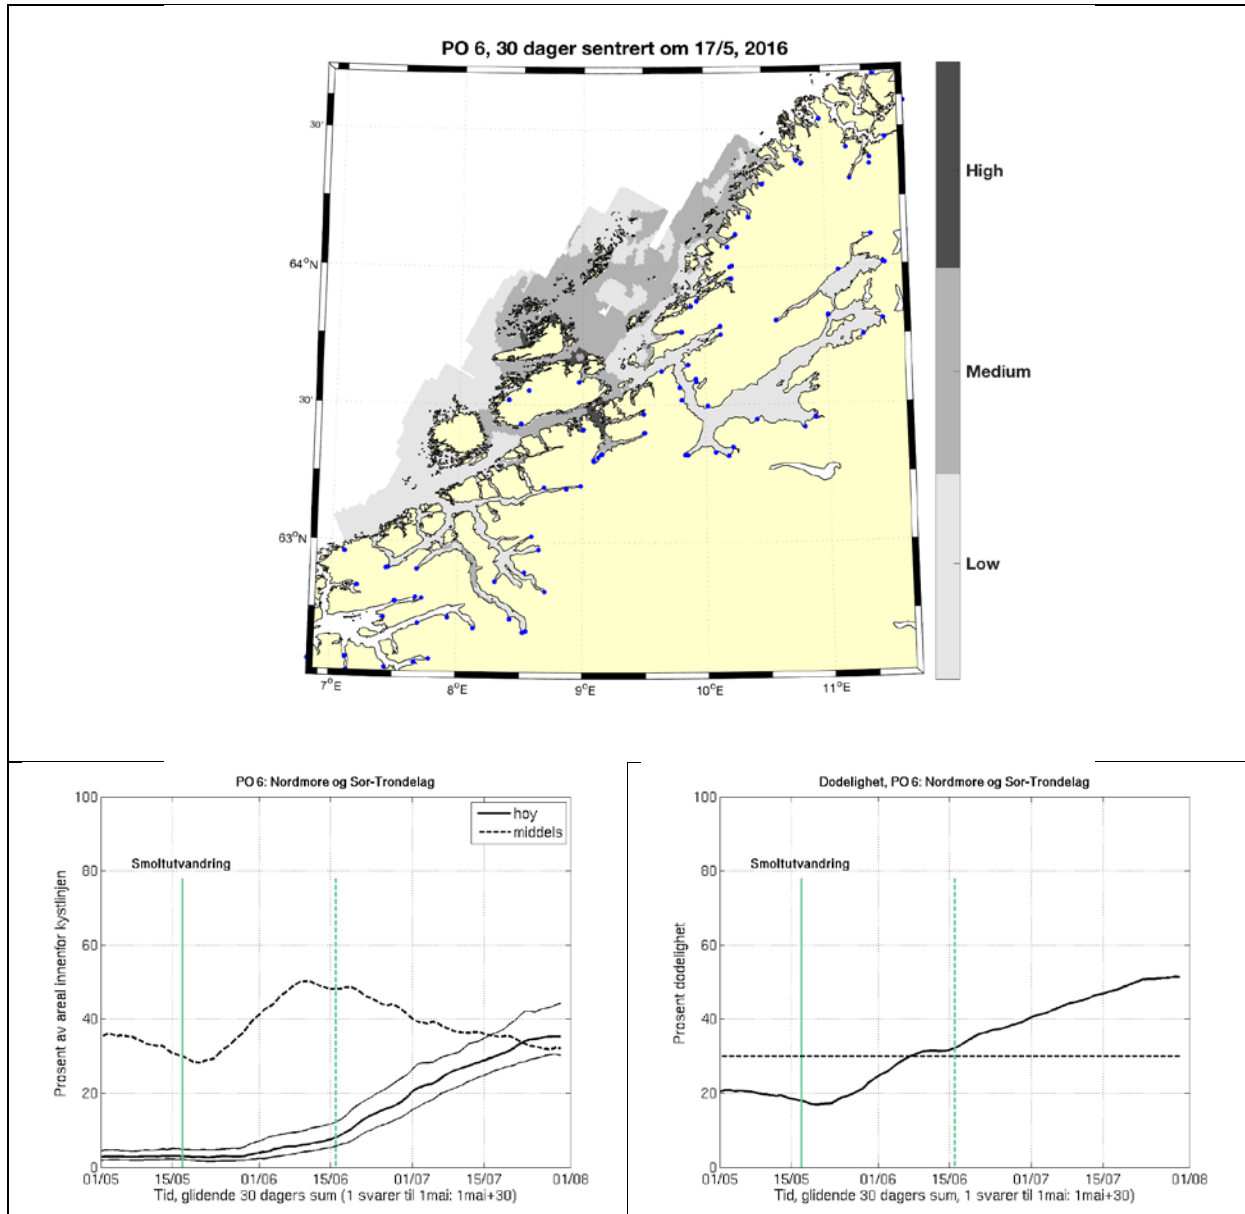 PO 6, 30 dager sentrert om 17/5, 2016
30'
64°N
30'
63°N
7°E
8°E
9°E
10°E
11°E
High
Medium
Low
PO 6: Nordmore og Sor-Trondelag
hoy
middels
Smoltutvandring
Prosent av areal innenfor kystlinjen
100
80
60
40
20
0
01/05
15/05
01/06
15/06
01/07
15/07
01/08
Tid, glidende 30 dagers sum (1 svarer til 1mai: 1mai+30)
Dodelighet, PO 6: Nordmore og Sor-Trondelag
Smoltutvandring
Prosent dodelighet
100
80
60
40
20
0
01/05
15/05
01/06
15/06
01/07
15/07
01/08
Tid, glidende 30 dagers sum, 1 svarer til 1mai: 1mai+30)